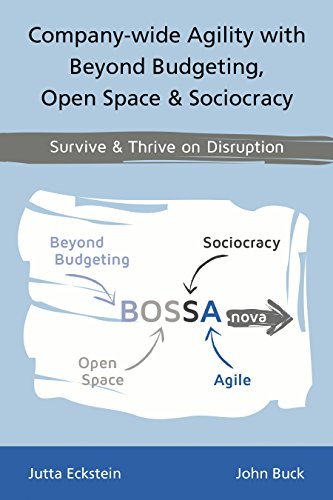 Company-wide Agility with
Beyond Budgeting,
Open Space & Sociocracy
Survive & Thrive on Disruption
Beyond
Budgeting
Sociocracy
BOSSA nova
Open
Space
Agile
Jutta Eckstein
John Buck